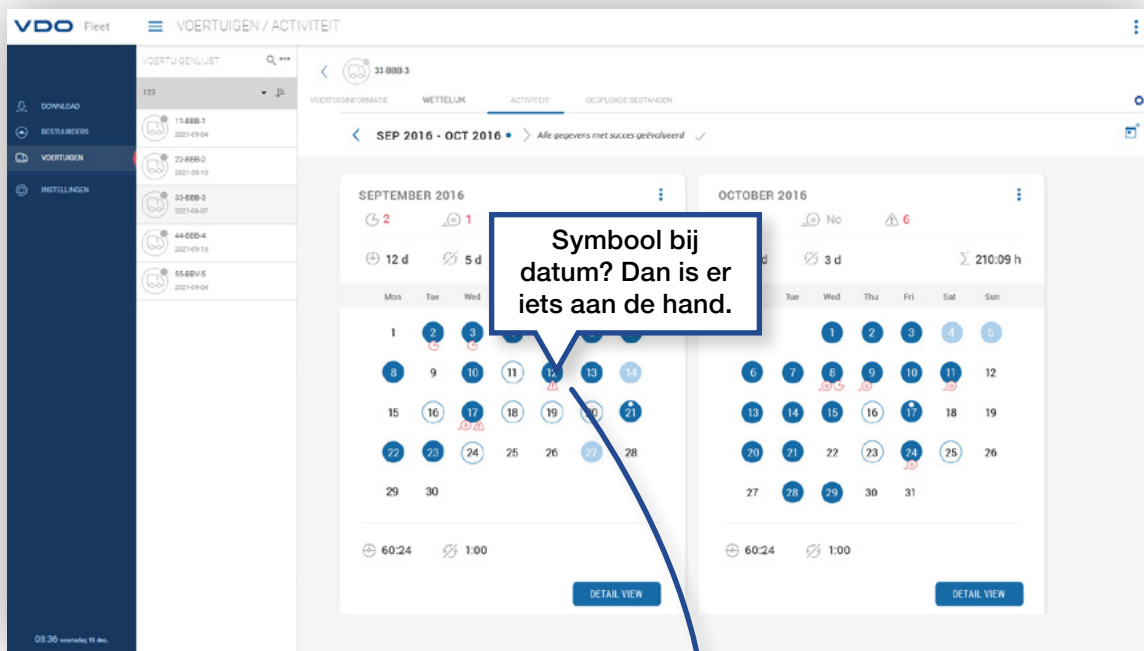 VDO Fleet
VOERTUIGEN / ACTIVITEIT
DOWNLOAD
BESTUURDERS
VOERTUIGEN
INSTELLINGEN
08:36 woensdag 15 dec.
VOERTUIGENLIJST
123
11-BBB-1
2021-09-04
22-BBB-2
2021-09-10
33-BBB-3
2021-06-07
44-BBB-4
2021-09-13
55-BBV-5
2021-09-04
33-BBB-3
VOERTUIGINFORMATIE WETTELIJK ACTIVITEIT GEÜPLOADE BESTANDEN
SEP 2016 - OCT 2016 • Alle gegevens met succes geëvalueerd
SEPTEMBER 2016
2 1
12 d 5 d
Mon Tue Wed
1 2 3
8 9 10 11 12 13 14
15 16 17 18 19 20 21
22 23 24 25 26 27 28
29 30
60:24 1:00
DETAIL VIEW
Symbool bij
datum? Dan is er
iets aan de hand.
OCTOBER 2016
No 6
d 3 d 210:09 h
Tue Wed Thu Fri Sat Sun
1 2 3 4 5
6 7 8 9 10 11 12
13 14 15 16 17 18 19
20 21 22 23 24 25 26
27 28 29 30 31
60:24 1:00
DETAIL VIEW